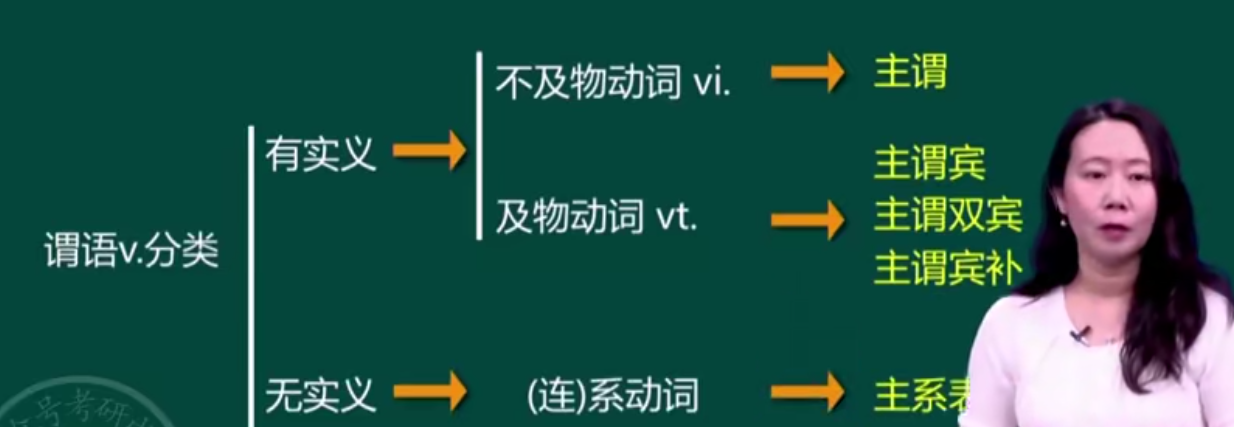 不及物动词 vi.
主谓
有实义
主谓宾
及物动词 vt.
主谓双宾
谓语v.分类
主谓宾补
无实义
(连)系动词
主系表
号考研